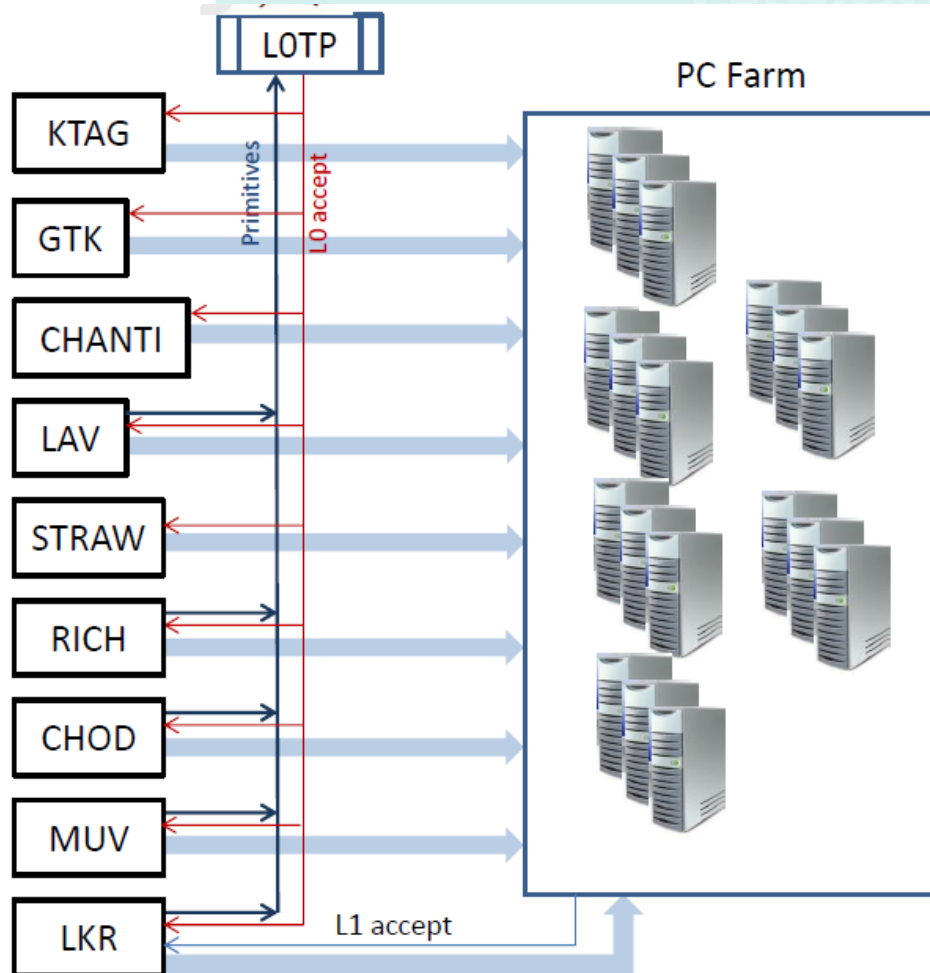 L0TP
PC Farm
KTAG
Primitives
L0 accept
GTK
CHANTI
LAV
STRAW
RICH
CHOD
MUV
LKR
L1 accept